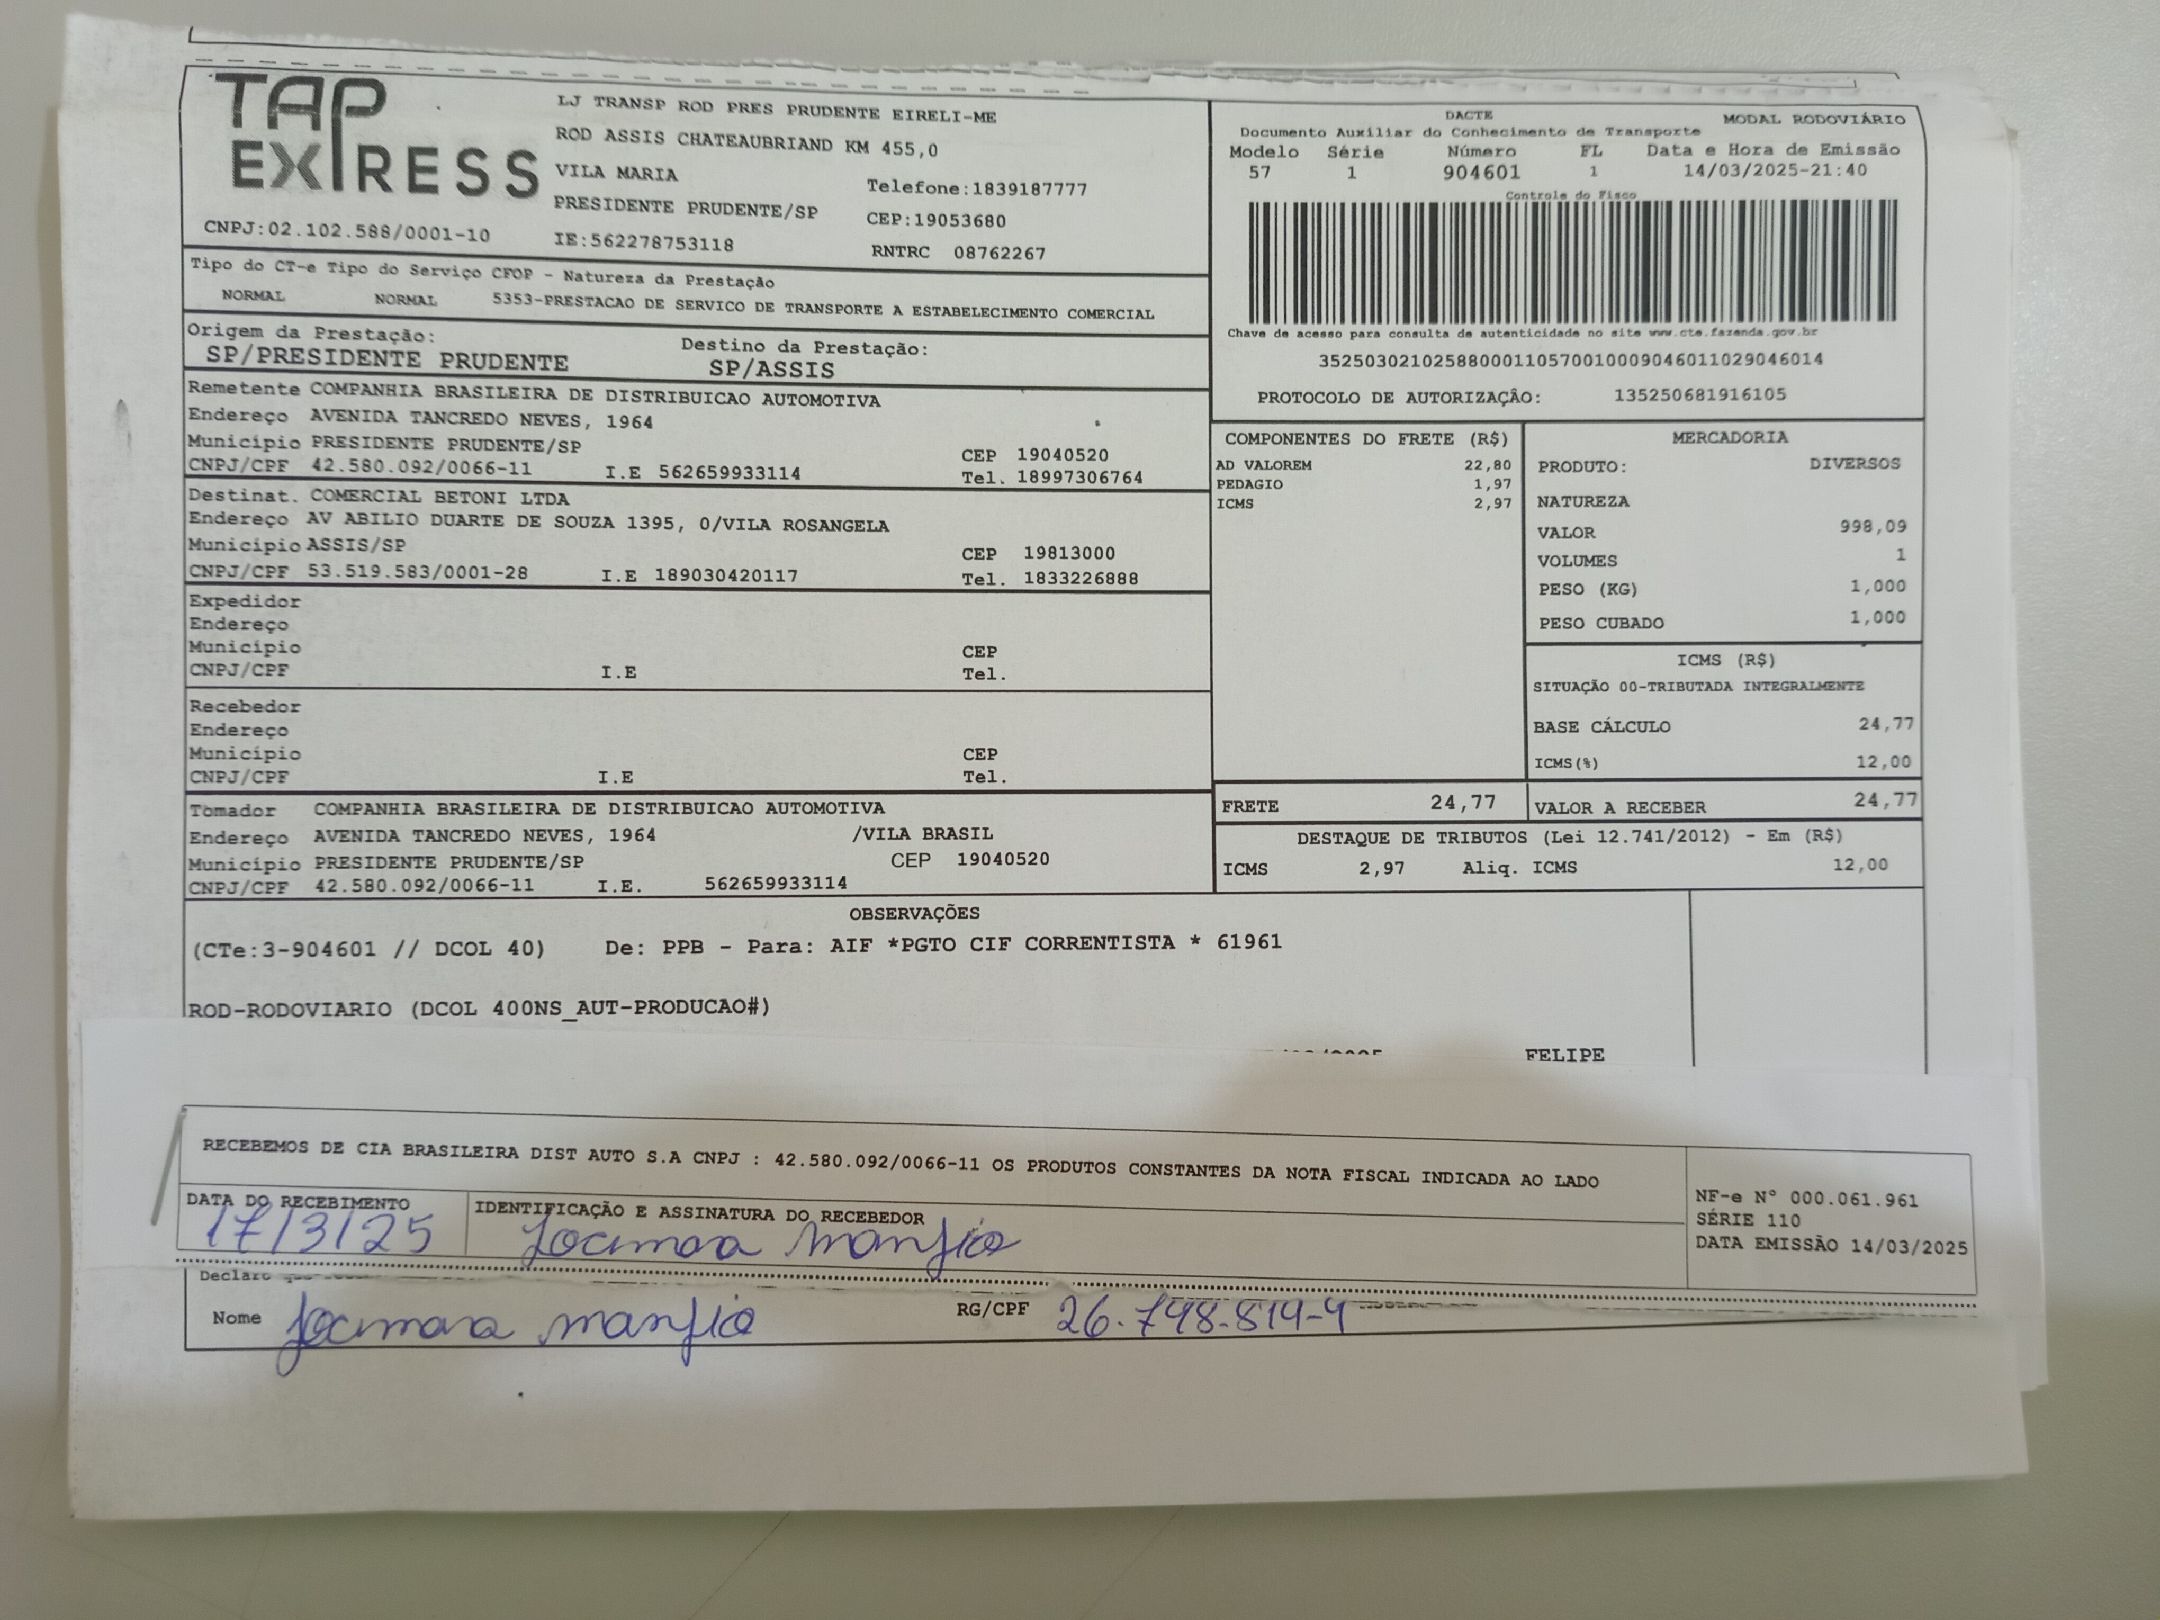 TAP
EXPRESS
LJ TRANSP ROD PRES PRUDENTE EIRELI-ME
ROD ASSIS CHATEAUBRIAND KM 455,0
VILA MARIA
Telefone:1839187777
PRESIDENTE PRUDENTE/SP
CEP:19053680
CNPJ:02.102.588/0001-10 IE:562278753118
RNTRC 08762267
DACTE MODAL RODOVIÁRIO
Documento Auxiliar do Conhecimento de Transporte
Modelo Série Número FL Data e Hora de Emissão
57 1 904601 1 14/03/2025-21:40
Controle do Fisco
Chave de acesso para consulta de autenticidade no site www.cte.fazenda.gov.br
35250302102588000110570010009046011029046014
PROTOCOLO DE AUTORIZAÇÃO: 135250681916105
Tipo do CT-e Tipo do Serviço CFOP - Natureza da Prestação
NORMAL NORMAL 5353-PRESTACAO DE SERVICO DE TRANSPORTE A ESTABELECIMENTO COMERCIAL
Origem da Prestação: Destino da Prestação:
SP/PRESIDENTE PRUDENTE SP/ASSIS
Remetente COMPANHIA BRASILEIRA DE DISTRIBUICAO AUTOMOTIVA
Endereço AVENIDA TANCREDO NEVES, 1964
Município PRESIDENTE PRUDENTE/SP CEP 19040520
CNPJ/CPF 42.580.092/0066-11 I.E 562659933114 Tel. 18997306764
Destinat. COMERCIAL BETONI LTDA
Endereço AV ABILIO DUARTE DE SOUZA 1395, 0/VILA ROSANGELA
Município ASSIS/SP CEP 19813000
CNPJ/CPF 53.519.583/0001-28 I.E 189030420117 Tel. 1833226888
Expedidor
Endereço
Município CEP
CNPJ/CPF I.E Tel.
Recebedor
Endereço
Município CEP
CNPJ/CPF I.E Tel.
Tomador COMPANHIA BRASILEIRA DE DISTRIBUICAO AUTOMOTIVA
Endereço AVENIDA TANCREDO NEVES, 1964 /VILA BRASIL
Município PRESIDENTE PRUDENTE/SP CEP 19040520
CNPJ/CPF 42.580.092/0066-11 I.E. 562659933114
COMPONENTES DO FRETE (R$)
AD VALOREM 22,80
PEDAGIO 1,97
ICMS 2,97
MERCADORIA
PRODUTO: DIVERSOS
NATUREZA
VALOR 998,09
VOLUMES 1
PESO (KG) 1,000
PESO CUBADO 1,000
ICMS (R$)
SITUAÇÃO 00-TRIBUTADA INTEGRALMENTE
BASE CÁLCULO 24,77
ICMS(%) 12,00
FRETE 24,77 VALOR A RECEBER 24,77
DESTAQUE DE TRIBUTOS (Lei 12.741/2012) - Em (R$)
ICMS 2,97 Aliq. ICMS 12,00
OBSERVAÇÕES
(CTe:3-904601 // DCOL 40) De: PPB - Para: AIF *PGTO CIF CORRENTISTA * 61961
ROD-RODOVIARIO (DCOL 400NS_AUT-PRODUCAO#)
FELIPE
RECEBEMOS DE CIA BRASILEIRA DIST AUTO S.A CNPJ : 42.580.092/0066-11 OS PRODUTOS CONSTANTES DA NOTA FISCAL INDICADA AO LADO
DATA DO RECEBIMENTO IDENTIFICAÇÃO E ASSINATURA DO RECEBEDOR
17/3/25 Jocimara Manfio
NF-e N° 000.061.961
SÉRIE 110
DATA EMISSÃO 14/03/2025
Declaro
Nome Jocimara Manfio RG/CPF 26.748.819-4